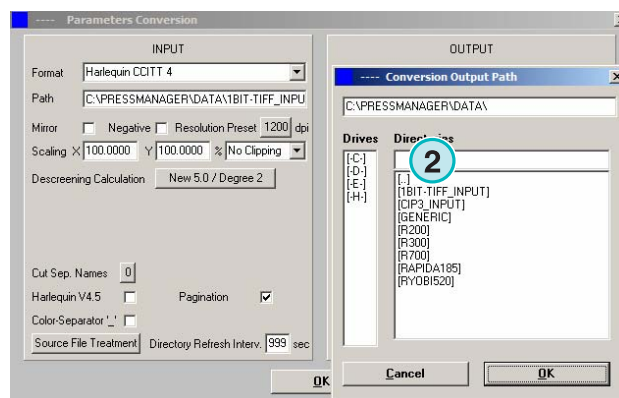 ---- Parameters Conversion
INPUT
Format Harlequin CCITT 4
Path C:\PRESSMANAGER\DATA\1BIT-TIFF_INPU
Mirror Negative Resolution Preset 1200 dpi
Scaling X 100.0000 Y 100.0000 % No Clipping
Descreening Calculation New 5.0 / Degree 2
Cut Sep. Names 0
Harlequin V4.5 Pagination
Color-Separator '_'
Source File Treatment Directory Refresh Interv. 999 sec
OK
OUTPUT
---- Conversion Output Path
C:\PRESSMANAGER\DATA\
Drives Directories
2
[-C-]
[-D-]
[-E-]
[-H-]
[..]
[1BIT-TIFF_INPUT]
[CIP3_INPUT]
[GENERIC]
[R200]
[R300]
[R700]
[RAPIDA185]
[RYOBI520]
Cancel OK